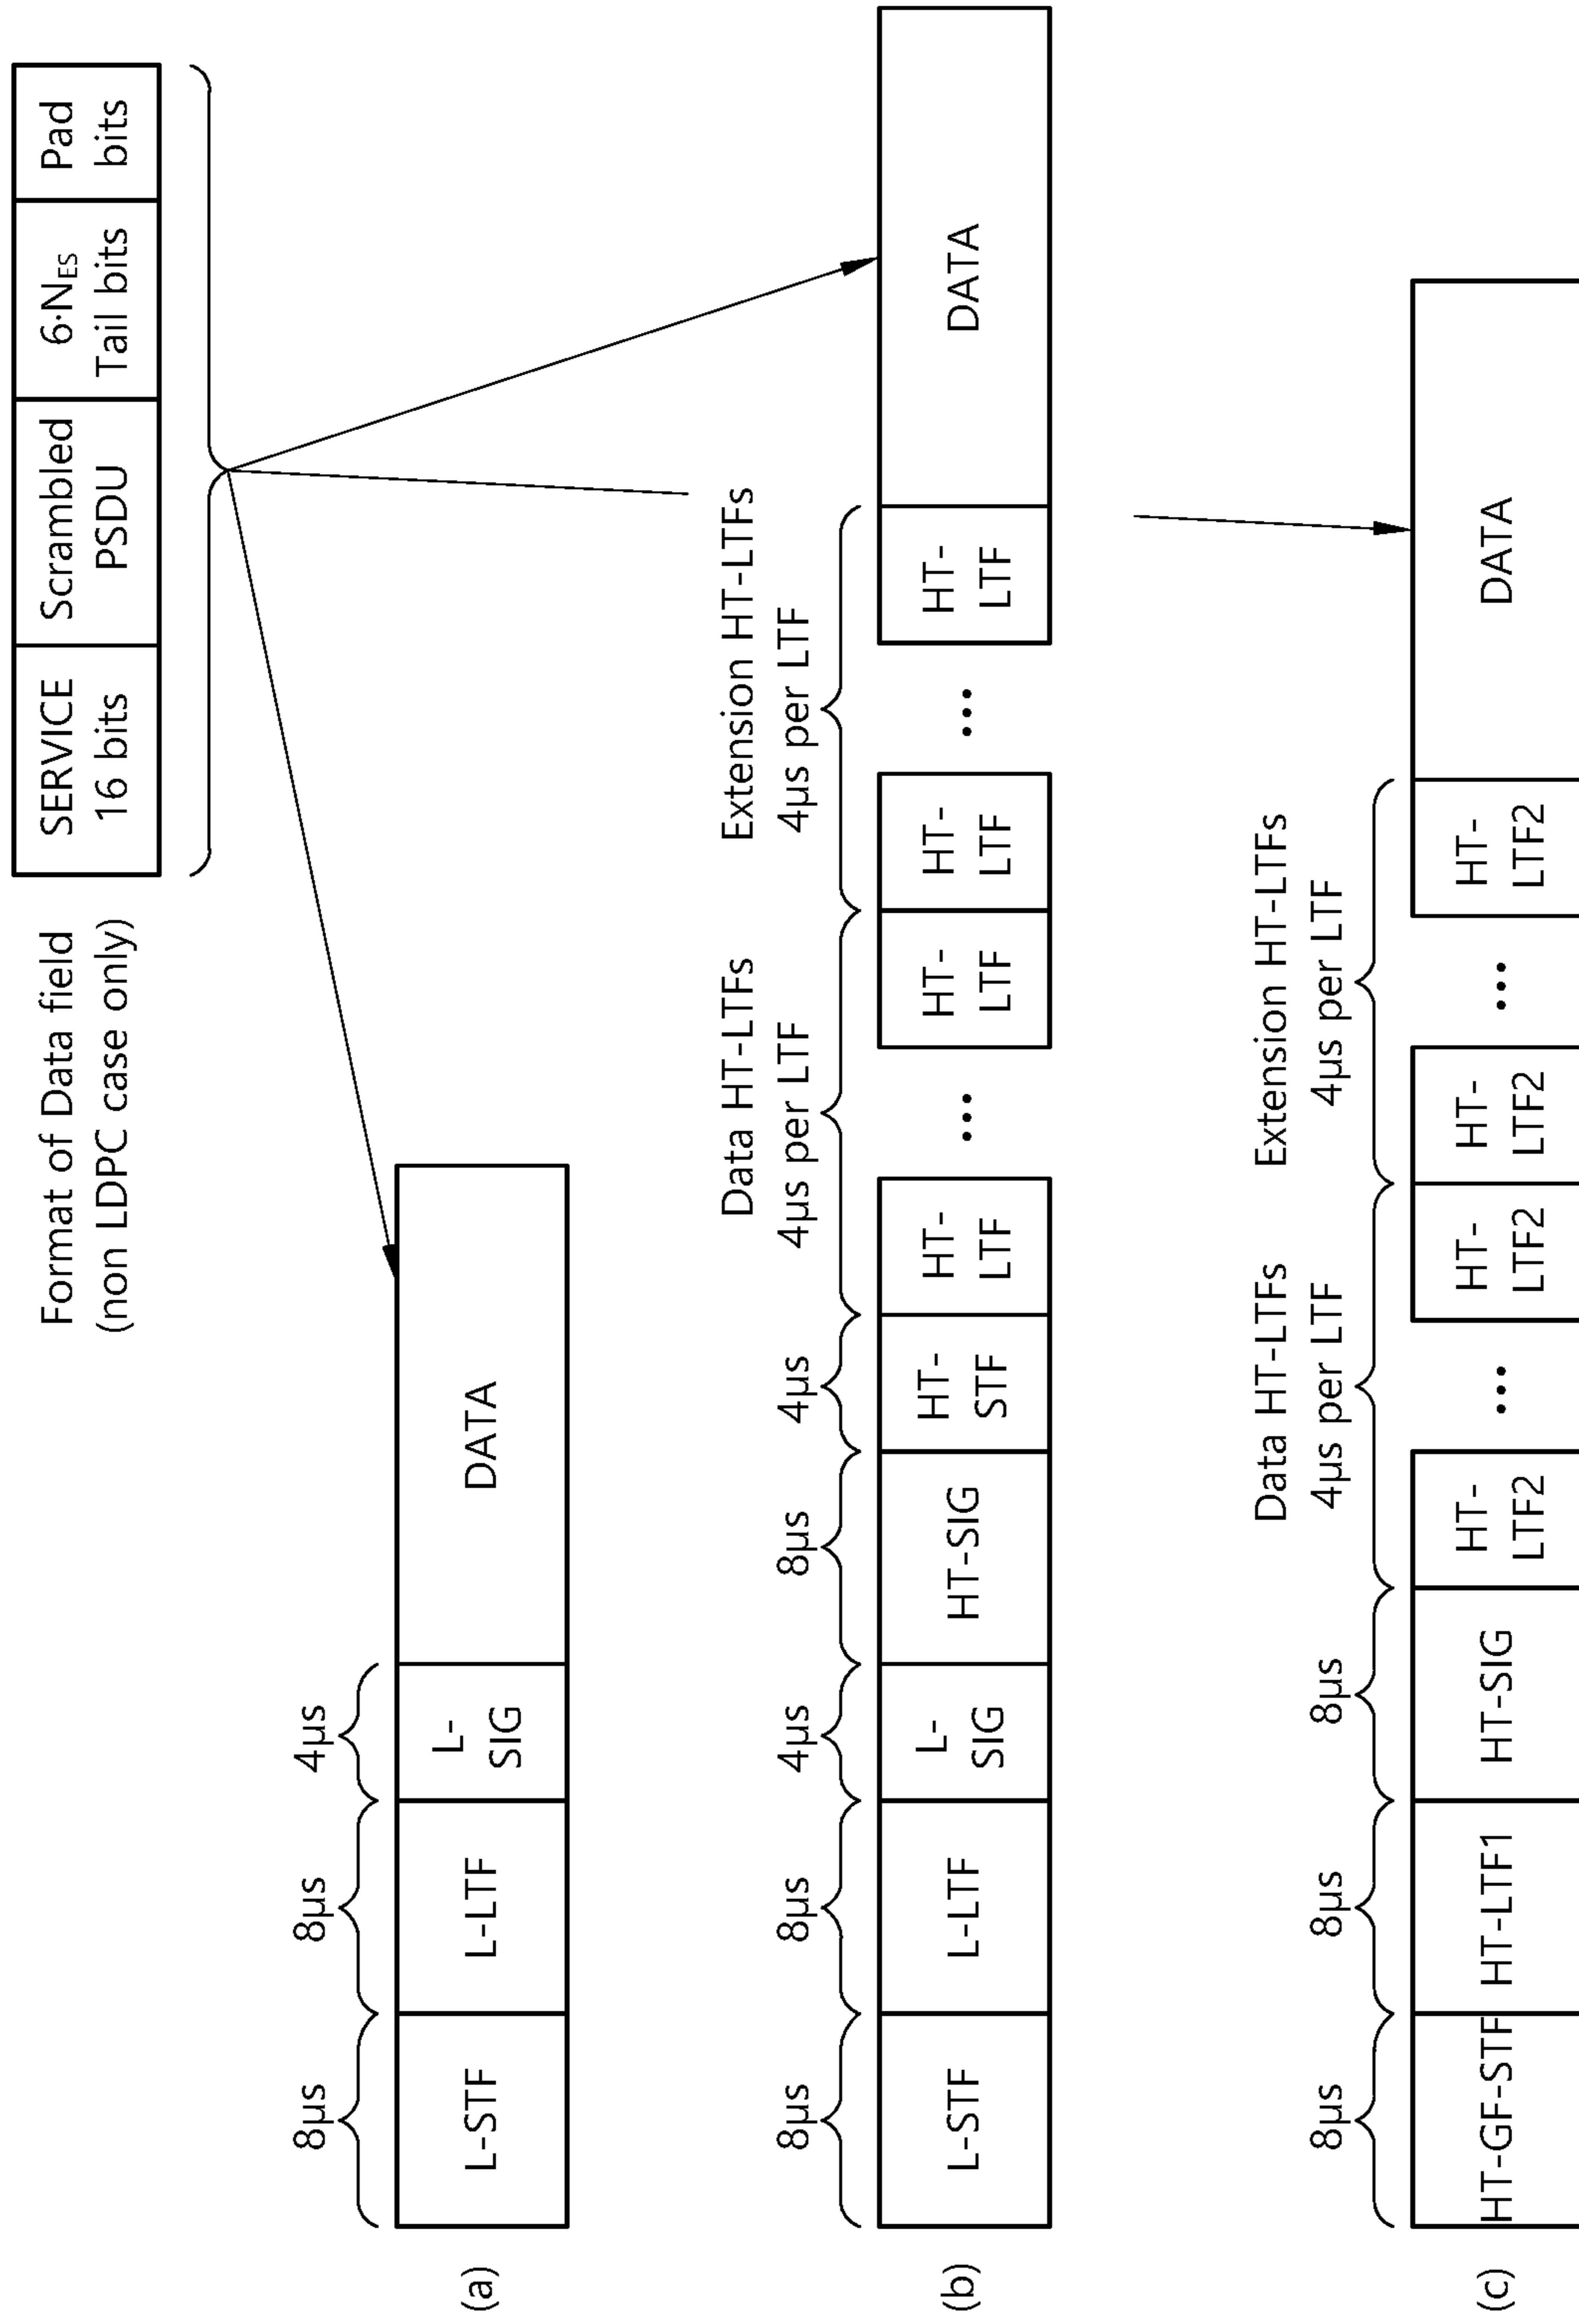 Format of Data field
(non LDPC case only)
SERVICE
16 bits
Scrambled
PSDU
6·NES
Tail bits
Pad
bits
8µs
8µs
4µs
(a)
L-STF
L-LTF
L-
SIG
DATA
Data HT-LTFs
4µs per LTF
Extension HT-LTFs
4µs per LTF
8µs
8µs
4µs
8µs
4µs
(b)
L-STF
L-LTF
L-
SIG
HT-SIG
HT-
STF
HT-
LTF
...
HT-
LTF
HT-
LTF
...
HT-
LTF
DATA
Data HT-LTFs
4µs per LTF
Extension HT-LTFs
4µs per LTF
8µs
8µs
8µs
(c)
HT-GF-STF
HT-LTF1
HT-SIG
HT-
LTF2
...
HT-
LTF2
HT-
LTF2
...
HT-
LTF2
DATA